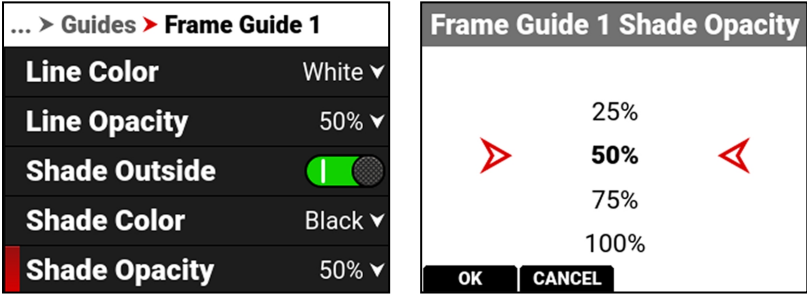 ... > Guides > Frame Guide 1
Line Color White
Line Opacity 50%
Shade Outside
Shade Color Black
Shade Opacity 50%
Frame Guide 1 Shade Opacity
25%
50%
75%
100%
OK CANCEL